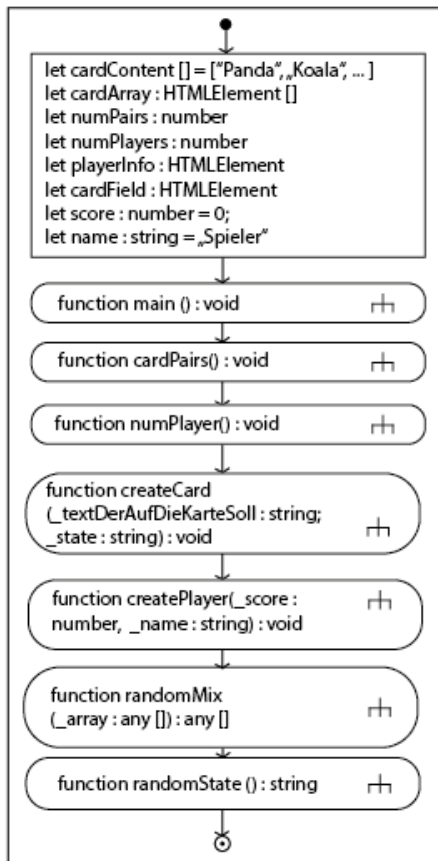 let cardContent [] = [“Panda“,„Koala“, ... ]
let cardArray : HTMLElement []
let numPairs : number
let numPlayers : number
let playerInfo : HTMLElement
let cardField : HTMLElement
let score : number = 0;
let name : string = „Spieler“
function main () : void
function cardPairs() : void
function numPlayer() : void
function createCard
(_textDerAufDieKarteSoll : string;
_state : string) : void
function createPlayer(_score :
number, _name : string) : void
function randomMix
(_array : any []) : any []
function randomState () : string